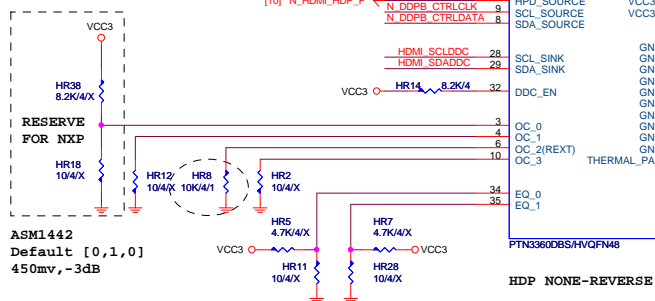 [10] N_HDMI_HDP_F
N_DDPB_CTRLCLK
N_DDPB_CTRLDATA
HPD_SOURCE
9
SCL_SOURCE
8
SDA_SOURCE
VCC3
VCC3
VCC3
HR38
8.2K/4/X
RESERVE
FOR NXP
HR18
10/4/X
HDMI_SCLDDC
HDMI_SDADDC
28
SCL_SINK
29
SDA_SINK
VCC3
HR14
8.2K/4
32
DDC_EN
3
OC_0
4
OC_1
6
OC_2(REXT)
10
OC_3
THERMAL_PA
GN
GN
GN
GN
GN
GN
GN
GN
HR12
10/4/X
HR8
10K/4/1
HR2
10/4/X
34
EQ_0
35
EQ_1
HR5
4.7K/4/X
VCC3
HR11
10/4/X
HR7
4.7K/4/X
VCC3
HR28
10/4/X
PTN3360DBS/HVQFN48
ASM1442
Default [0,1,0]
450mv,-3dB
HDP NONE-REVERSE